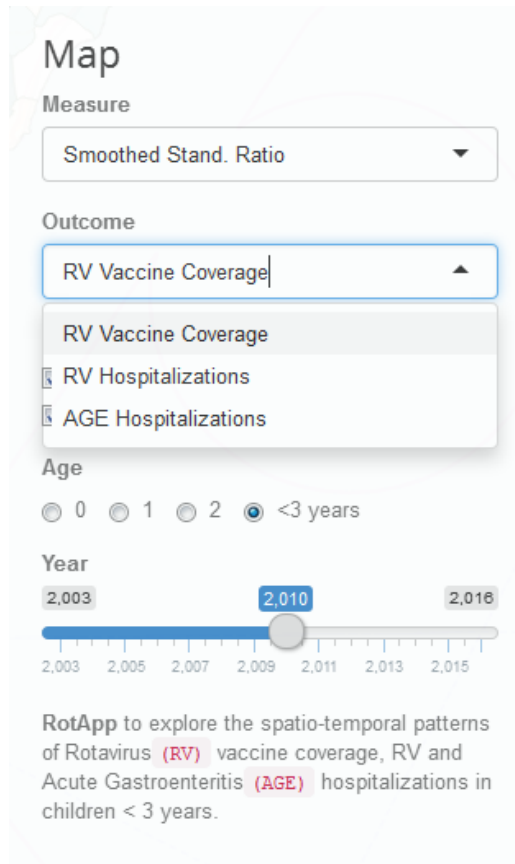 Map
Measure
Smoothed Stand. Ratio
Outcome
RV Vaccine Coverage
RV Vaccine Coverage
RV Hospitalizations
AGE Hospitalizations
Age
0 1 2 <3 years
Year
2,003 2,010 2,016
2,003 2,005 2,007 2,009 2,011 2,013 2,015
RotApp to explore the spatio-temporal patterns
of Rotavirus (RV) vaccine coverage, RV and
Acute Gastroenteritis (AGE) hospitalizations in
children < 3 years.